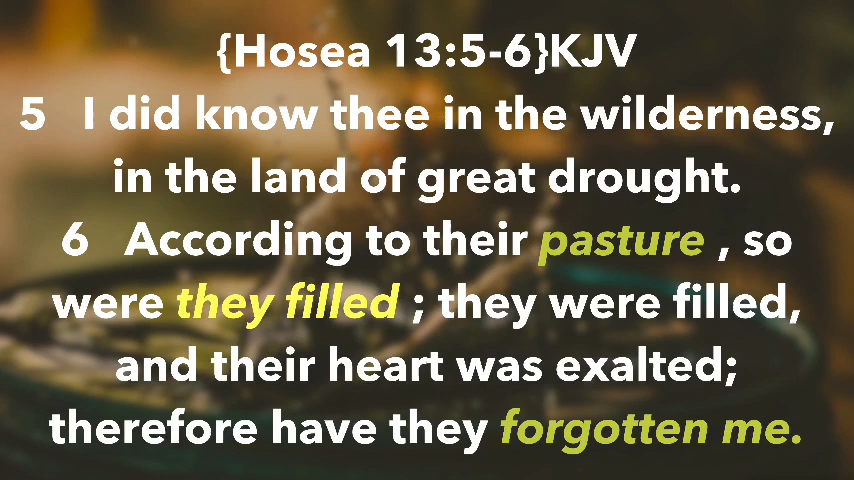 {Hosea 13:5-6}KJV
5 I did know thee in the wilderness,
in the land of great drought.
6 According to their pasture , so
were they filled ; they were filled,
and their heart was exalted;
therefore have they forgotten me.